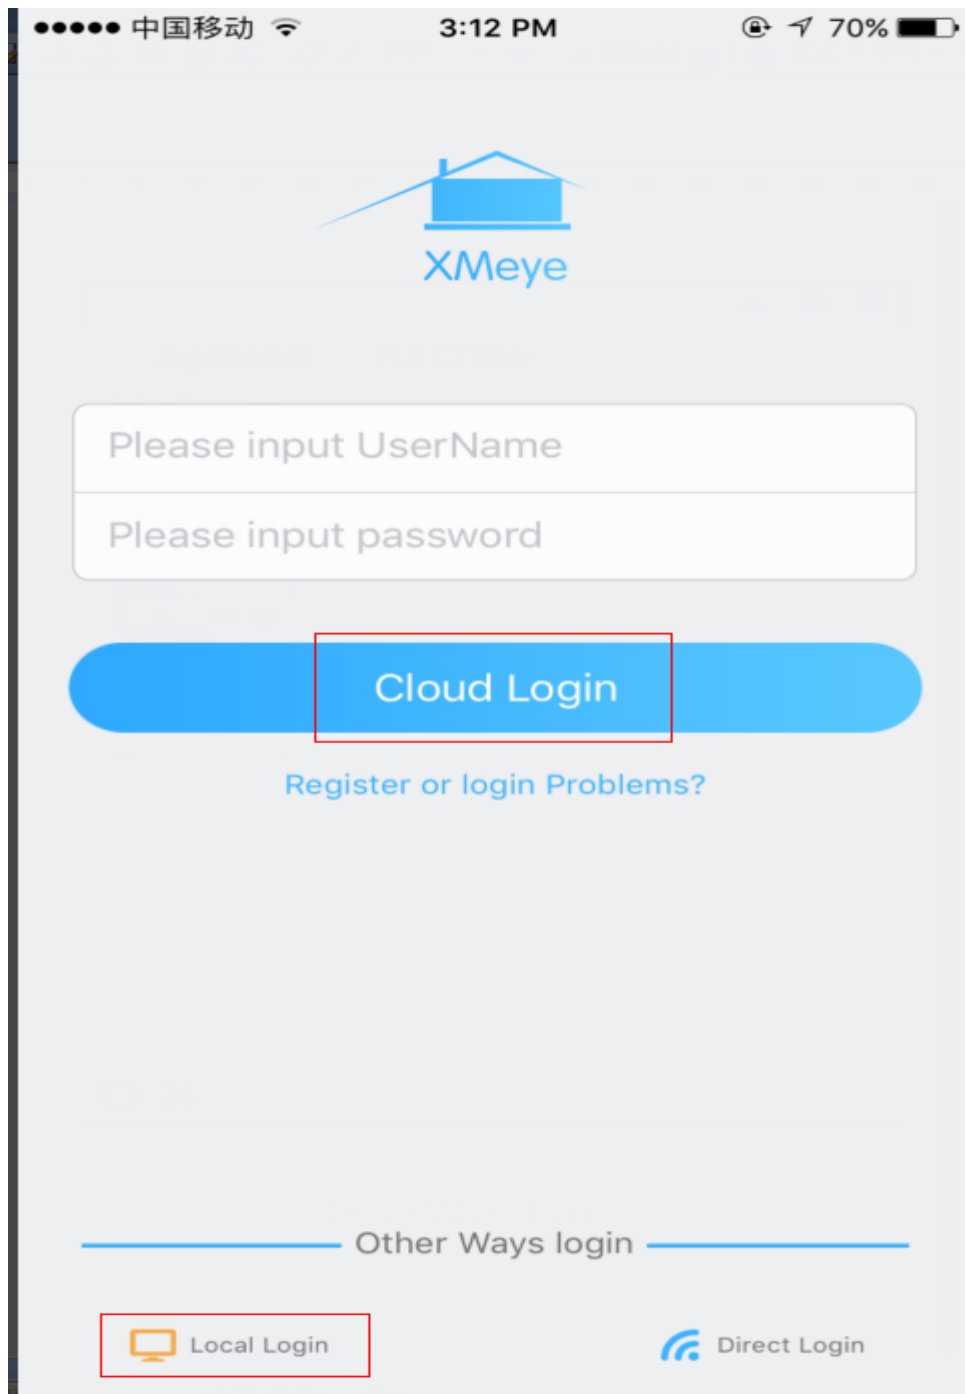 中国移动 3:12 PM 70%
XMeye
Please input UserName
Please input password
Cloud Login
Register or login Problems?
Other Ways login
Local Login Direct Login